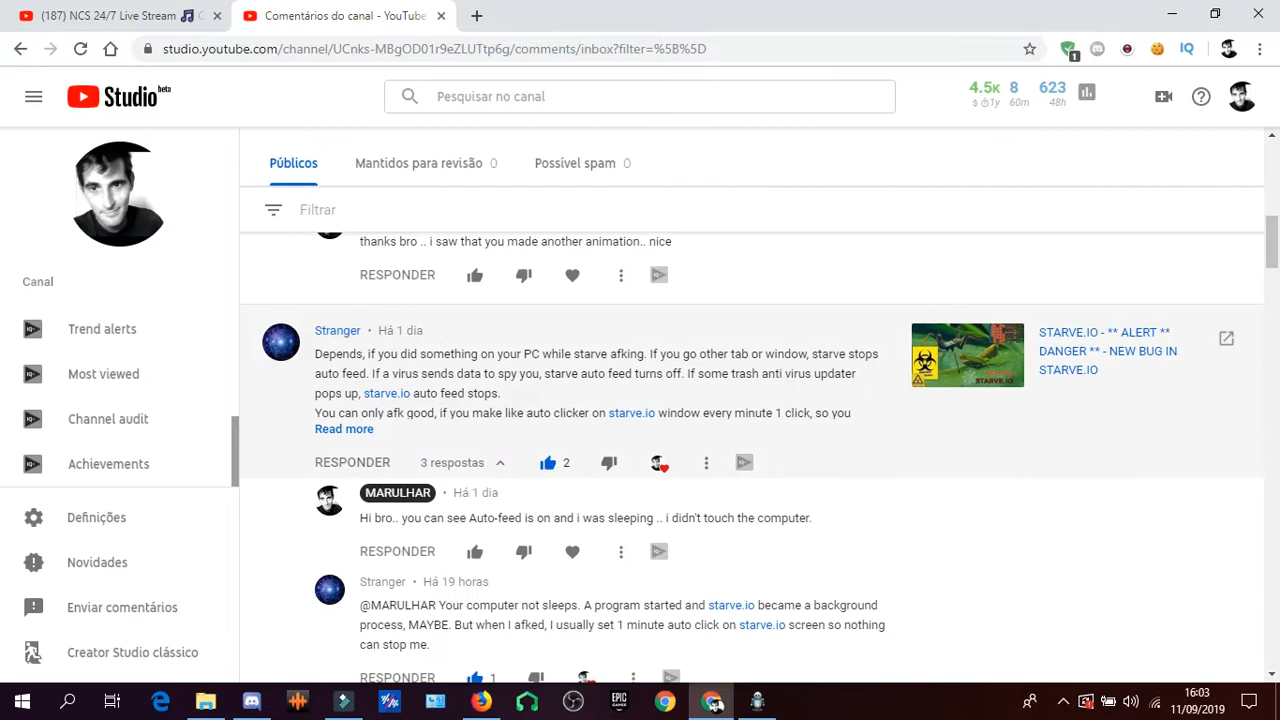 (187) NCS 24/7 Live Stream 🎵
Comentários do canal - YouTube
studio.youtube.com/channel/UCnks-MBgOD01r9eZLUTtp6g/comments/inbox?filter=%5B%5D
1
IQ
Studio beta
Pesquisar no canal
4.5K 8 623
$ 1y 60m 48h
Públicos
Mantidos para revisão 0
Possível spam 0
Filtrar
Canal
Trend alerts
Most viewed
Channel audit
Achievements
Definições
Novidades
Enviar comentários
Creator Studio clássico
thanks bro .. i saw that you made another animation.. nice
RESPONDER
Stranger • Há 1 dia
Depends, if you did something on your PC while starve afking. If you go other tab or window, starve stops
auto feed. If a virus sends data to spy you, starve auto feed turns off. If some trash anti virus updater
pops up, starve.io auto feed stops.
You can only afk good, if you make like auto clicker on starve.io window every minute 1 click, so you
Read more
RESPONDER 3 respostas 2
STARVE.IO - ** ALERT **
DANGER ** - NEW BUG IN
STARVE.IO
MARULHAR • Há 1 dia
Hi bro.. you can see Auto-feed is on and i was sleeping .. i didn't touch the computer.
RESPONDER
Stranger • Há 19 horas
@MARULHAR Your computer not sleeps. A program started and starve.io became a background
process, MAYBE. But when I afked, I usually set 1 minute auto click on starve.io screen so nothing
can stop me.
RESPONDER 1
EPIC
GAMES
16:03
11/09/2019